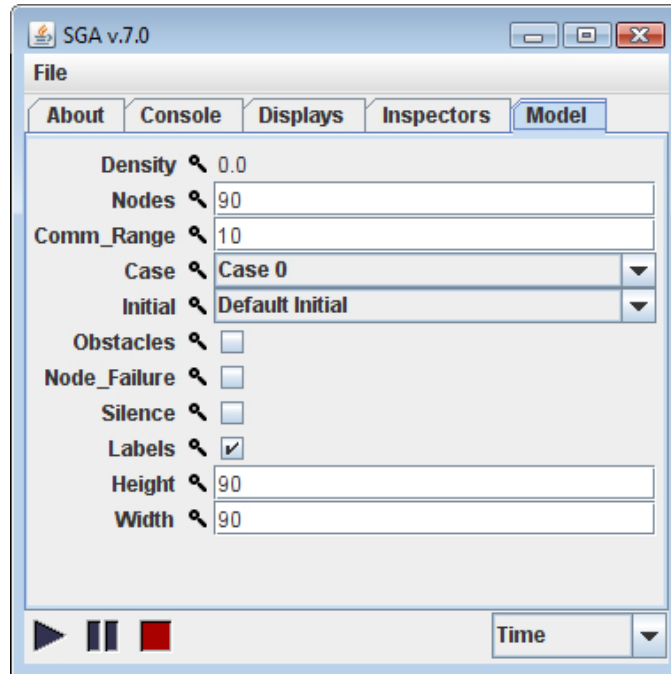 SGA v.7.0
File
About Console Displays Inspectors Model
Density 0.0
Nodes 90
Comm_Range 10
Case Case 0
Initial Default Initial
Obstacles
Node_Failure
Silence
Labels
Height 90
Width 90
Time